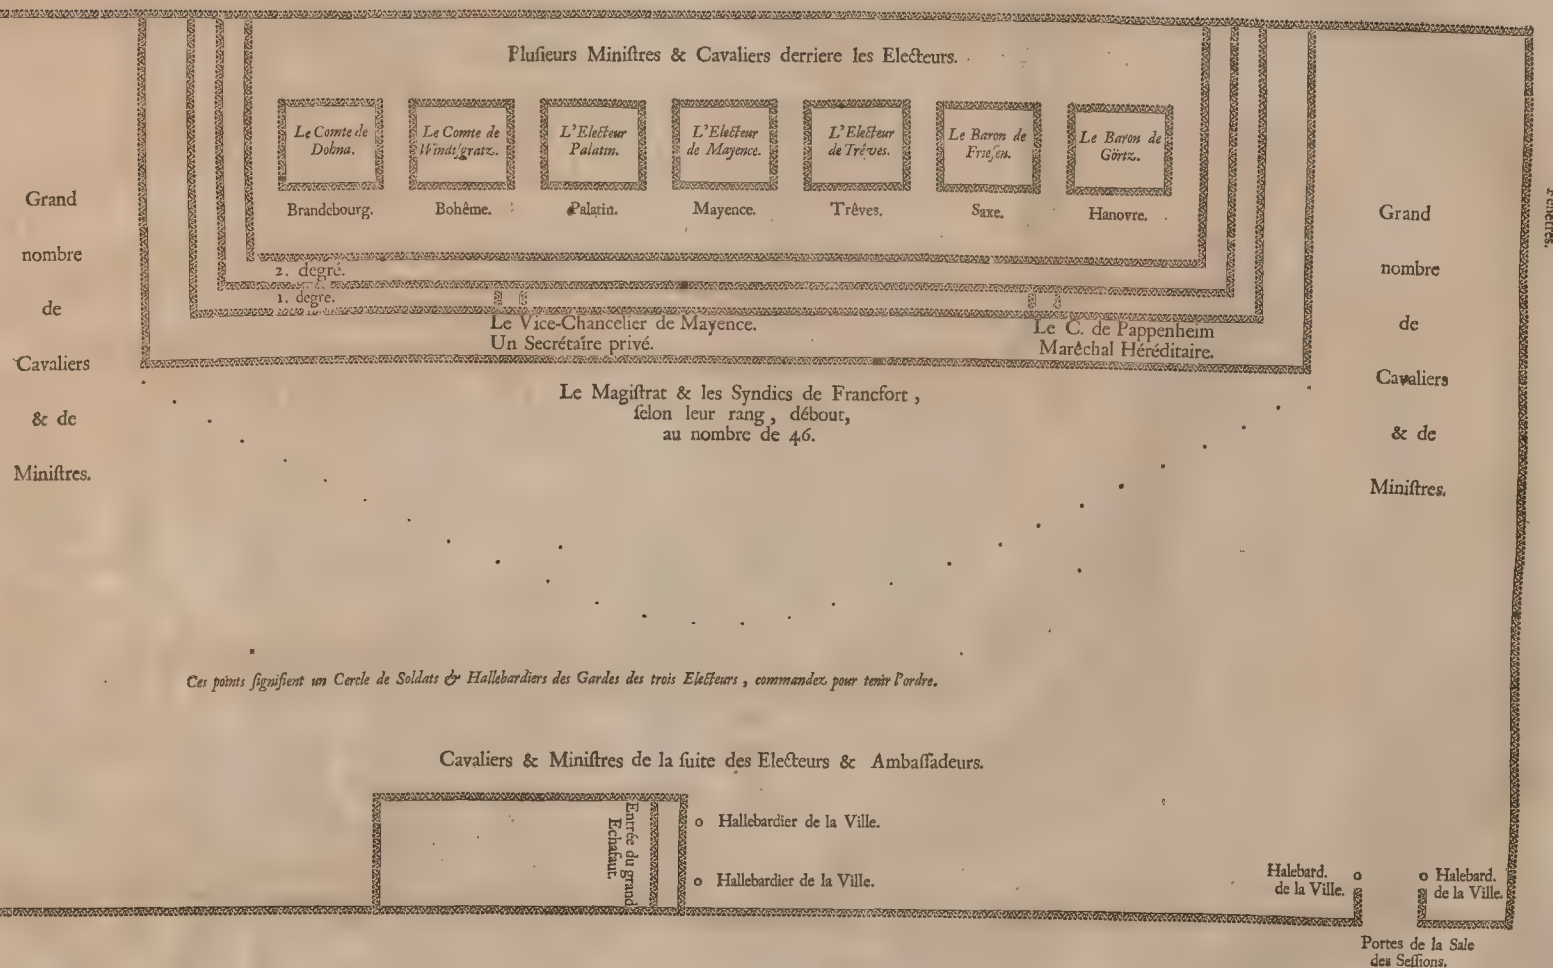 Pluſieurs Miniſtres & Cavaliers derriere les Electeurs.
Le Comte de
Dohna.
Brandebourg.
Le Comte de
Windiſgratz.
Bohême.
L'Electeur
Palatin.
Palatin.
L'Electeur
de Mayence.
Mayence.
L'Electeur
de Trêves.
Trêves.
Le Baron de
Frieſen.
Saxe.
Le Baron de
Görtz.
Hanovre.
2. degré.
1. degré.
Le Vice-Chancelier de Mayence.
Un Secrétaire privé.
Le C. de Pappenheim
Marêchal Héréditaire.
Grand
nombre
de
Cavaliers
& de
Miniſtres.
Le Magiſtrat & les Syndics de Francfort,
ſelon leur rang, débout,
au nombre de 46.
Grand
nombre
de
Cavaliers
& de
Miniſtres.
Fenêtres.
Ces points ſignifient un Cercle de Soldats & Hallebardiers des Gardes des trois Electeurs, commandez pour tenir l'ordre.
Cavaliers & Miniſtres de la ſuite des Electeurs & Ambaſſadeurs.
Entrée du grand
Echafaut.
Hallebardier de la Ville.
Hallebardier de la Ville.
Halebard.
de la Ville.
Halebard.
de la Ville.
Portes de la Sale
des Seſſions.